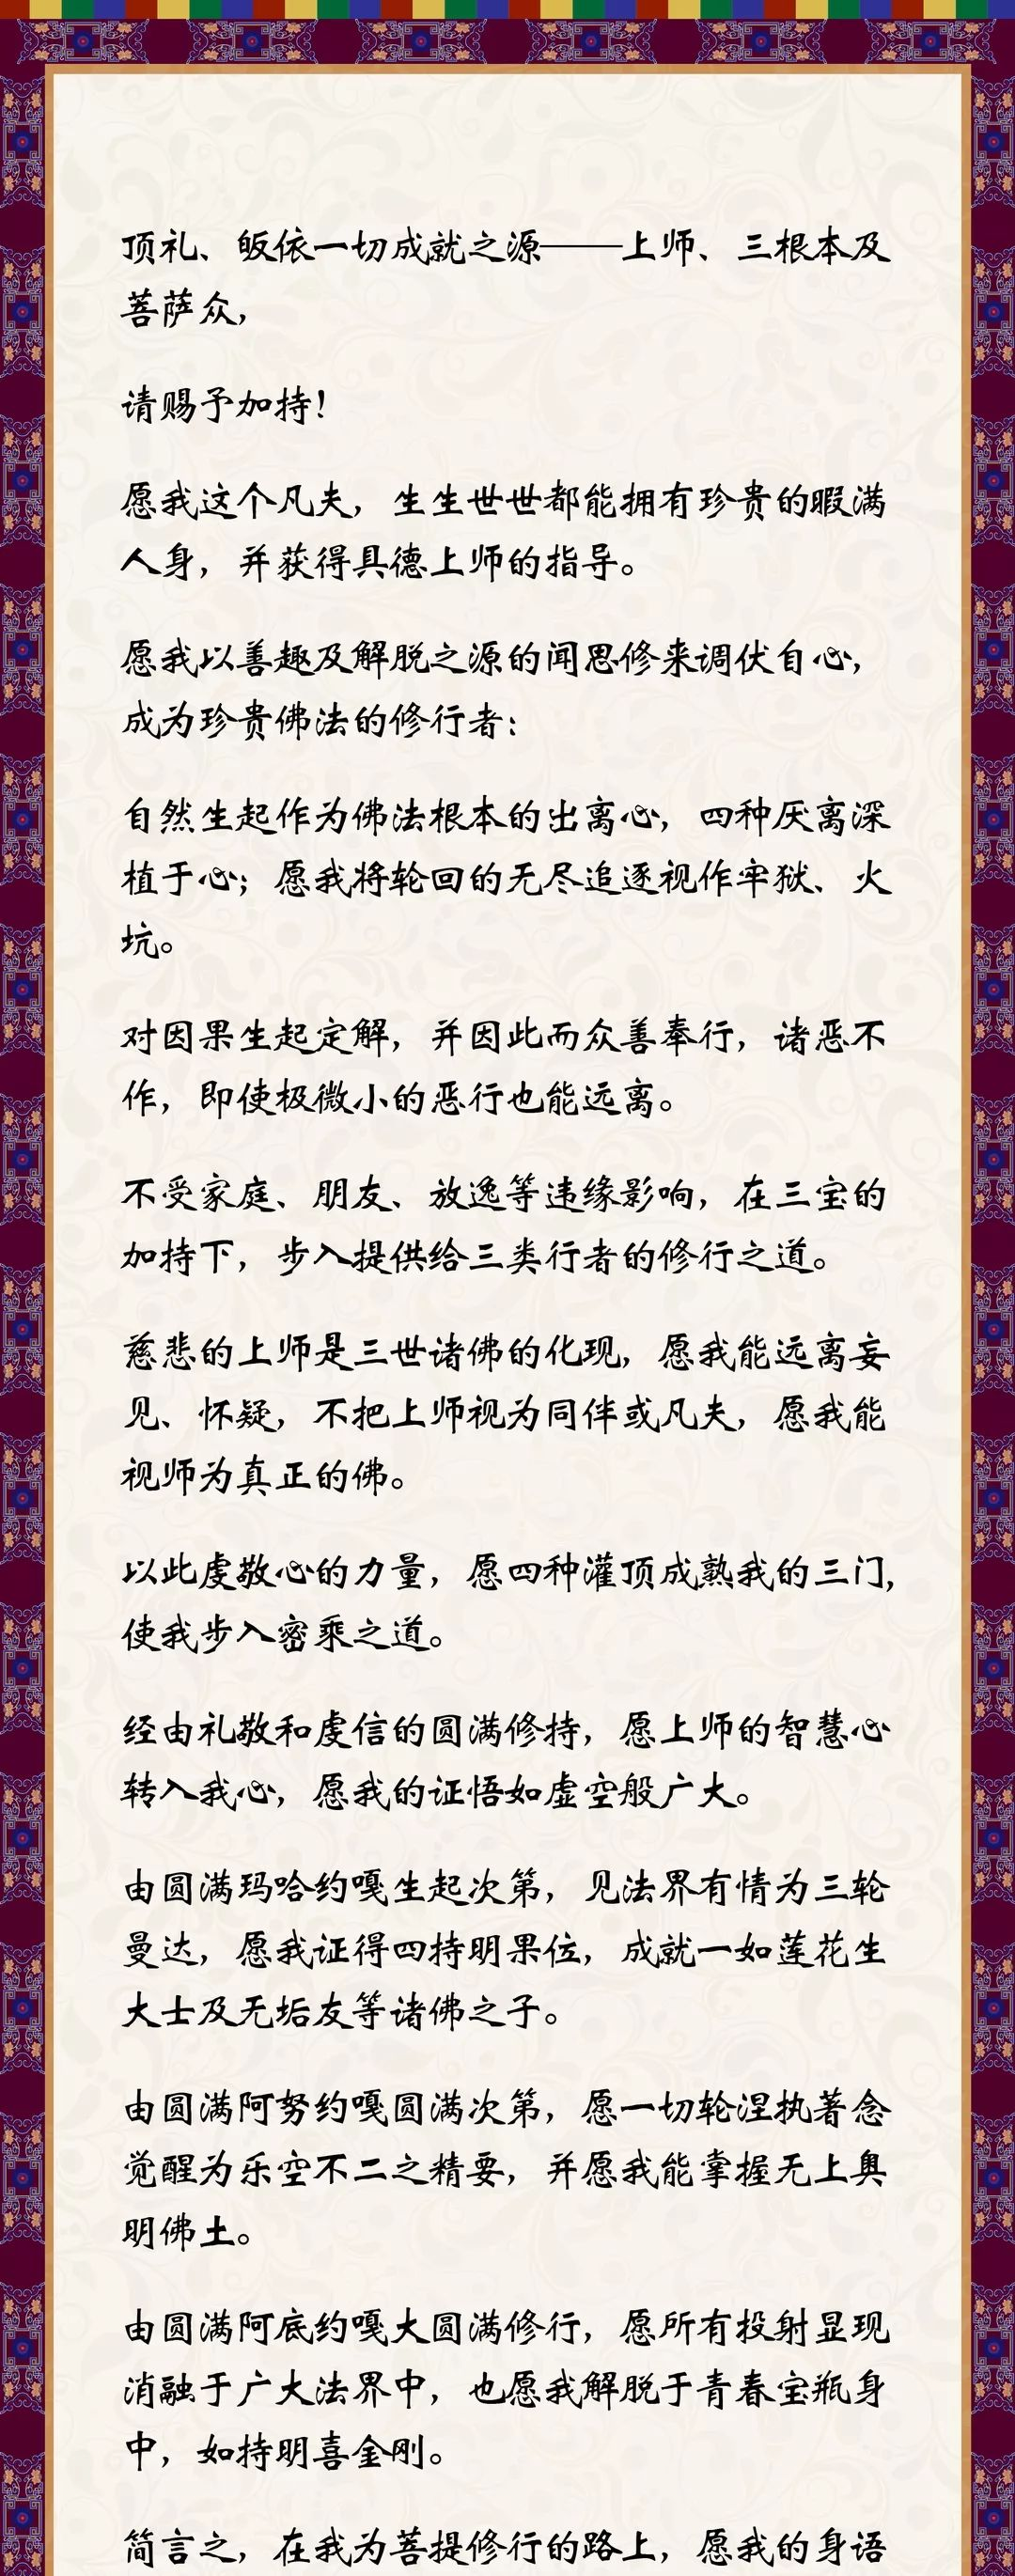 顶礼、皈依一切成就之源——上师、三根本及
菩萨众，
请赐予加持！
愿我这个凡夫，生生世世都能拥有珍贵的暇满
人身，并获得具德上师的指导。
愿我以善趣及解脱之源的闻思修来调伏自心，
成为珍贵佛法的修行者：
自然生起作为佛法根本的出离心，四种厌离深
植于心；愿我将轮回的无尽追逐视作牢狱、火
坑。
对因果生起定解，并因此而众善奉行，诸恶不
作，即使极微小的恶行也能远离。
不受家庭、朋友、放逸等违缘影响，在三宝的
加持下，步入提供给三类行者的修行之道。
慈悲的上师是三世诸佛的化现，愿我能远离妄
见、怀疑，不把上师视为同伴或凡夫，愿我能
视师为真正的佛。
以此虔敬心的力量，愿四种灌顶成熟我的三门，
使我步入密乘之道。
经由礼敬和虔信的圆满修持，愿上师的智慧心
转入我心，愿我的证悟如虚空般广大。
由圆满玛哈约嘎生起次第，见法界有情为三轮
曼达，愿我证得四持明果位，成就一如莲花生
大士及无垢友等诸佛之子。
由圆满阿努约嘎圆满次第，愿一切轮涅执著念
觉醒为乐空不二之精要，并愿我能掌握无上奥
明佛土。
由圆满阿底约嘎大圆满修行，愿所有投射显现
消融于广大法界中，也愿我解脱于青春宝瓶身
中，如持明喜金刚。
简言之，在我为菩提修行的路上，愿我的身语